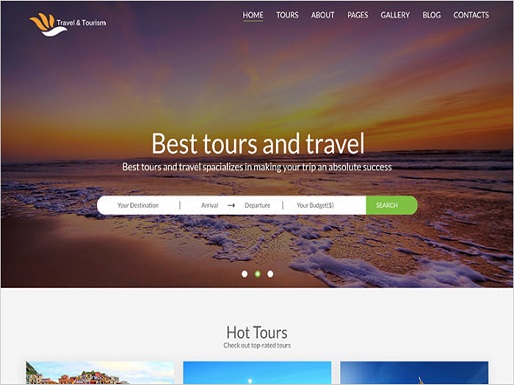 Travel & Tourism
HOME TOURS ABOUT PAGES GALLERY BLOG CONTACTS
Best tours and travel
Best tours and travel spacializes in making your trip an absolute success
Your Destination | Arrival → Departure | Your Budget($) SEARCH
Hot Tours
Check out top-rated tours